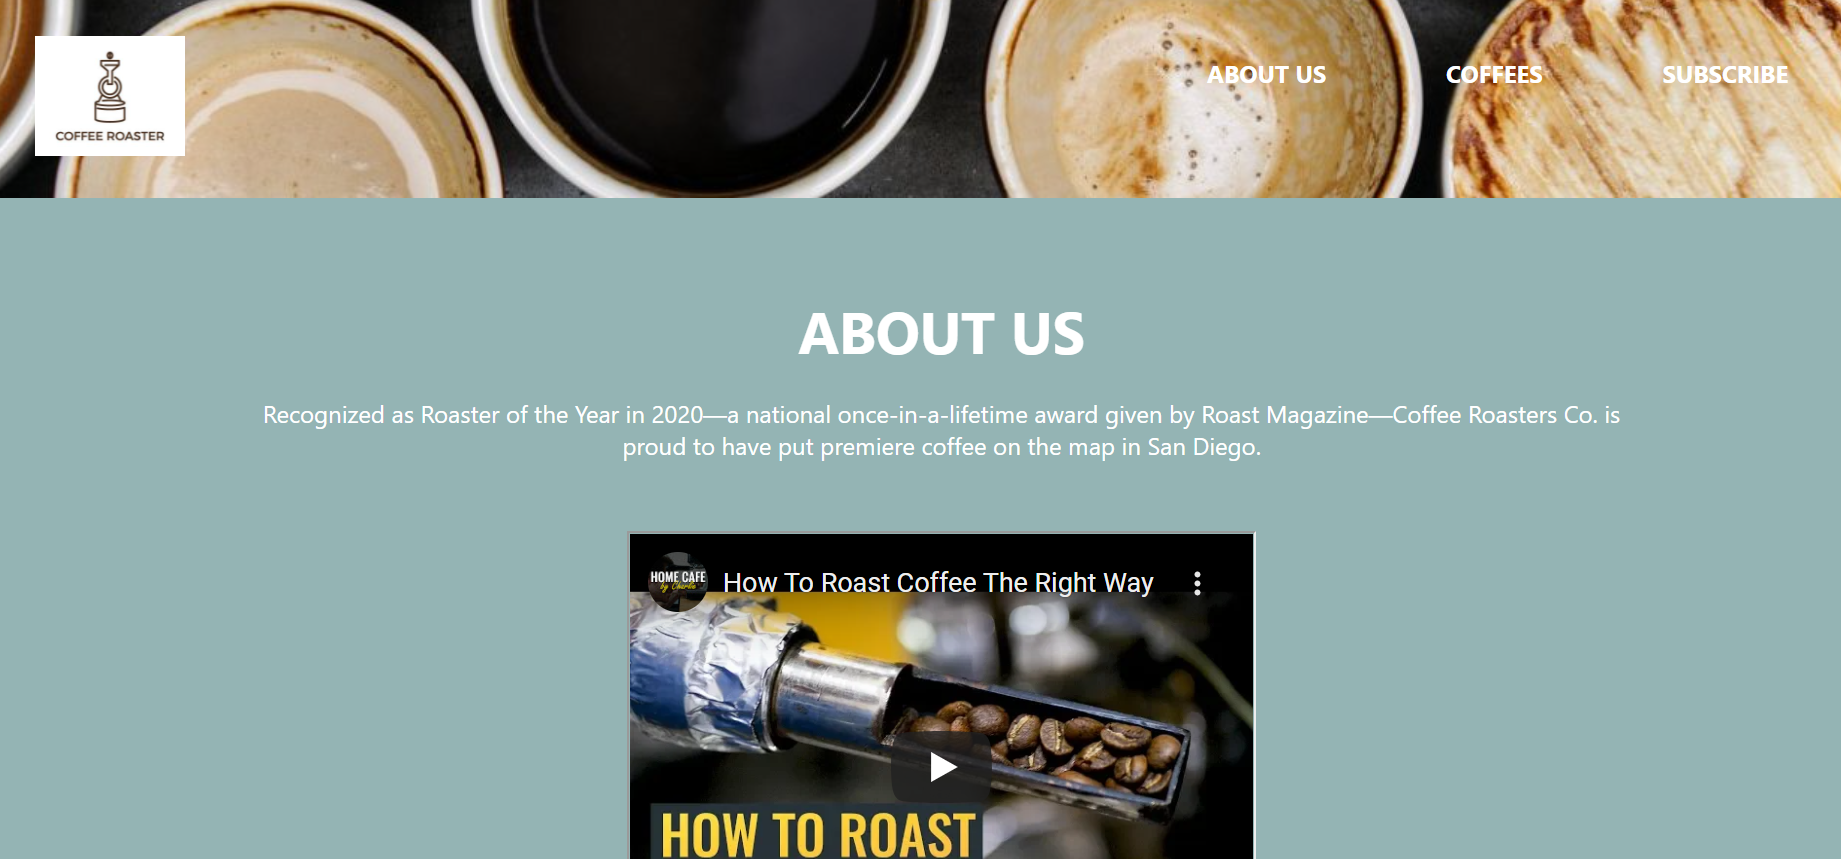 COFFEE ROASTER
ABOUT US
COFFEES
SUBSCRIBE
ABOUT US
Recognized as Roaster of the Year in 2020—a national once-in-a-lifetime award given by Roast Magazine—Coffee Roasters Co. is
proud to have put premiere coffee on the map in San Diego.
HOME CAFE
by Charlie
How To Roast Coffee The Right Way
HOW TO ROAST